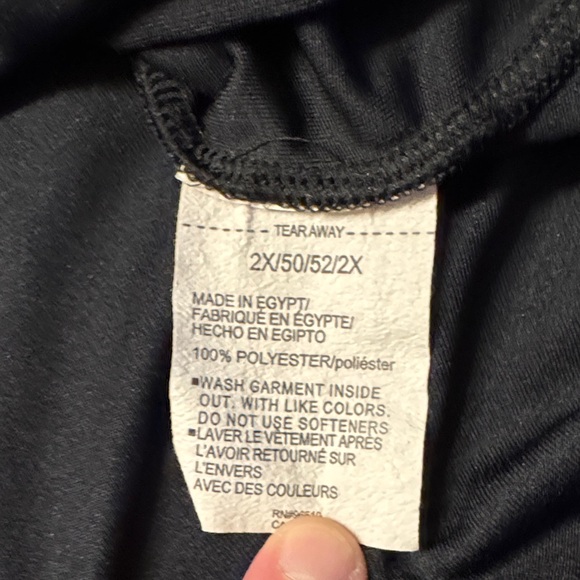 TEAR AWAY
2X/50/52/2X
MADE IN EGYPT/
FABRIQUÉ EN ÉGYPTE/
HECHO EN EGIPTO
100% POLYESTER/poliéster
▪WASH GARMENT INSIDE
OUT. WITH LIKE COLORS.
DO NOT USE SOFTENERS
▪LAVER LE VÊTEMENT APRÈS
L'AVOIR RETOURNÉ SUR
L'ENVERS
AVEC DES COULEURS